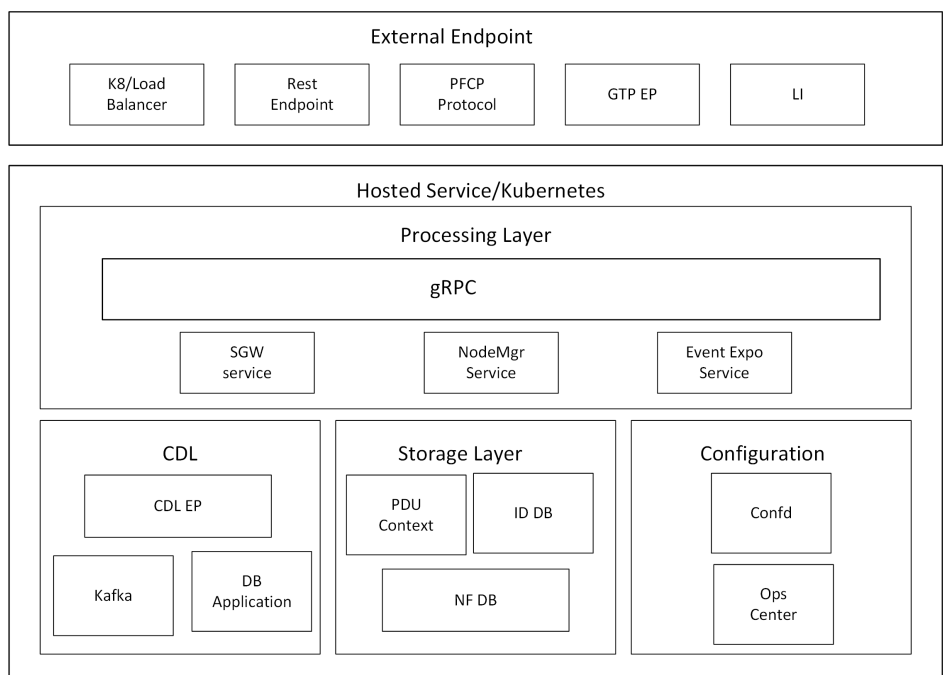 External Endpoint
K8/Load
Balancer
Rest
Endpoint
PFCP
Protocol
GTP EP
LI
Hosted Service/Kubernetes
Processing Layer
gRPC
SGW
service
NodeMgr
Service
Event Expo
Service
CDL
CDL EP
Kafka
DB
Application
Storage Layer
PDU
Context
ID DB
NF DB
Configuration
Confd
Ops
Center